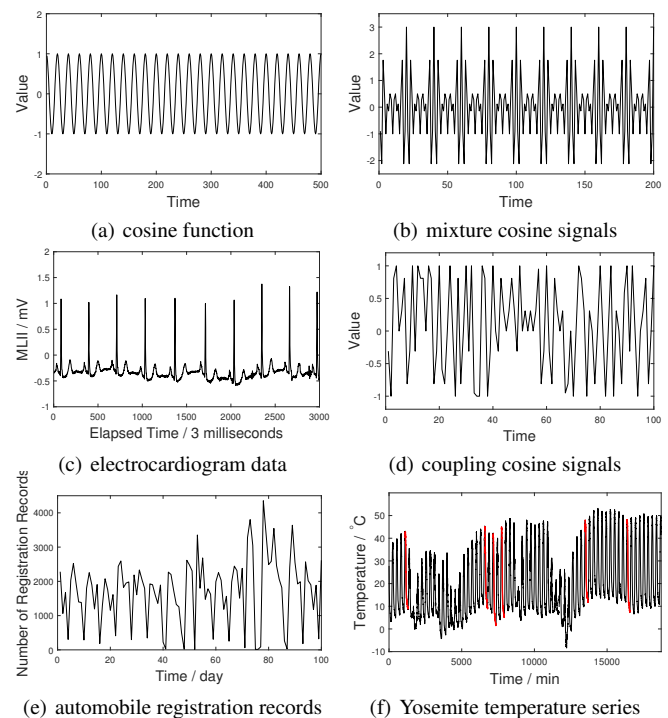 2
1
0
-1
-2
Value
0 100 200 300 400 500
Time
(a) cosine function
3
2
1
0
-1
-2
Value
0 50 100 150 200
Time
(b) mixture cosine signals
2
1.5
1
0.5
0
-0.5
-1
MLII / mV
0 500 1000 1500 2000 2500 3000
Elapsed Time / 3 milliseconds
(c) electrocardiogram data
1
0.5
0
-0.5
-1
Value
0 20 40 60 80 100
Time
(d) coupling cosine signals
4000
3000
2000
1000
0
Number of Registration Records
0 20 40 60 80 100
Time / day
(e) automobile registration records
50
40
30
20
10
0
-10
Temperature / °C
0 5000 10000 15000
Time / min
(f) Yosemite temperature series